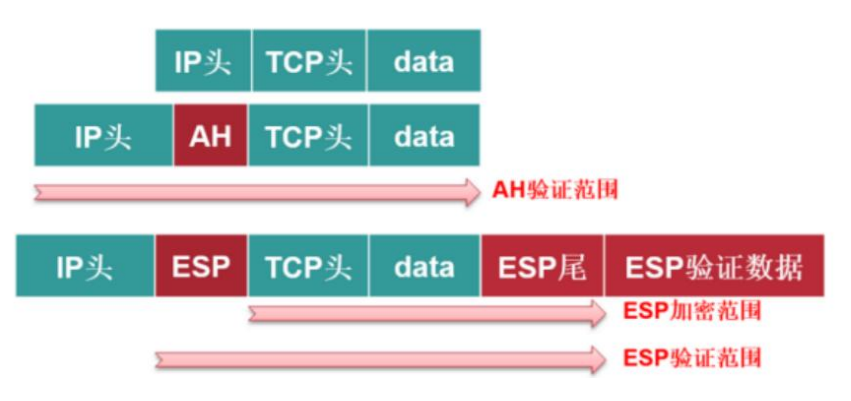 IP头 TCP头 data
IP头 AH TCP头 data
AH验证范围
IP头 ESP TCP头 data ESP尾 ESP验证数据
ESP加密范围
ESP验证范围